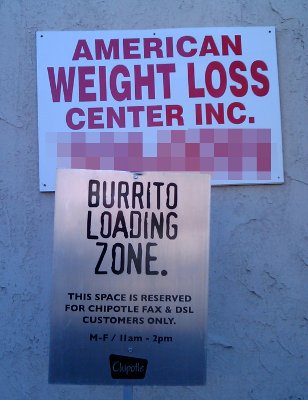 AMERICAN
WEIGHT LOSS
CENTER INC.
BURRITO
LOADING
ZONE.
THIS SPACE IS RESERVED
FOR CHIPOTLE FAX & DSL
CUSTOMERS ONLY.
M-F / 11am - 2pm
Chipotle